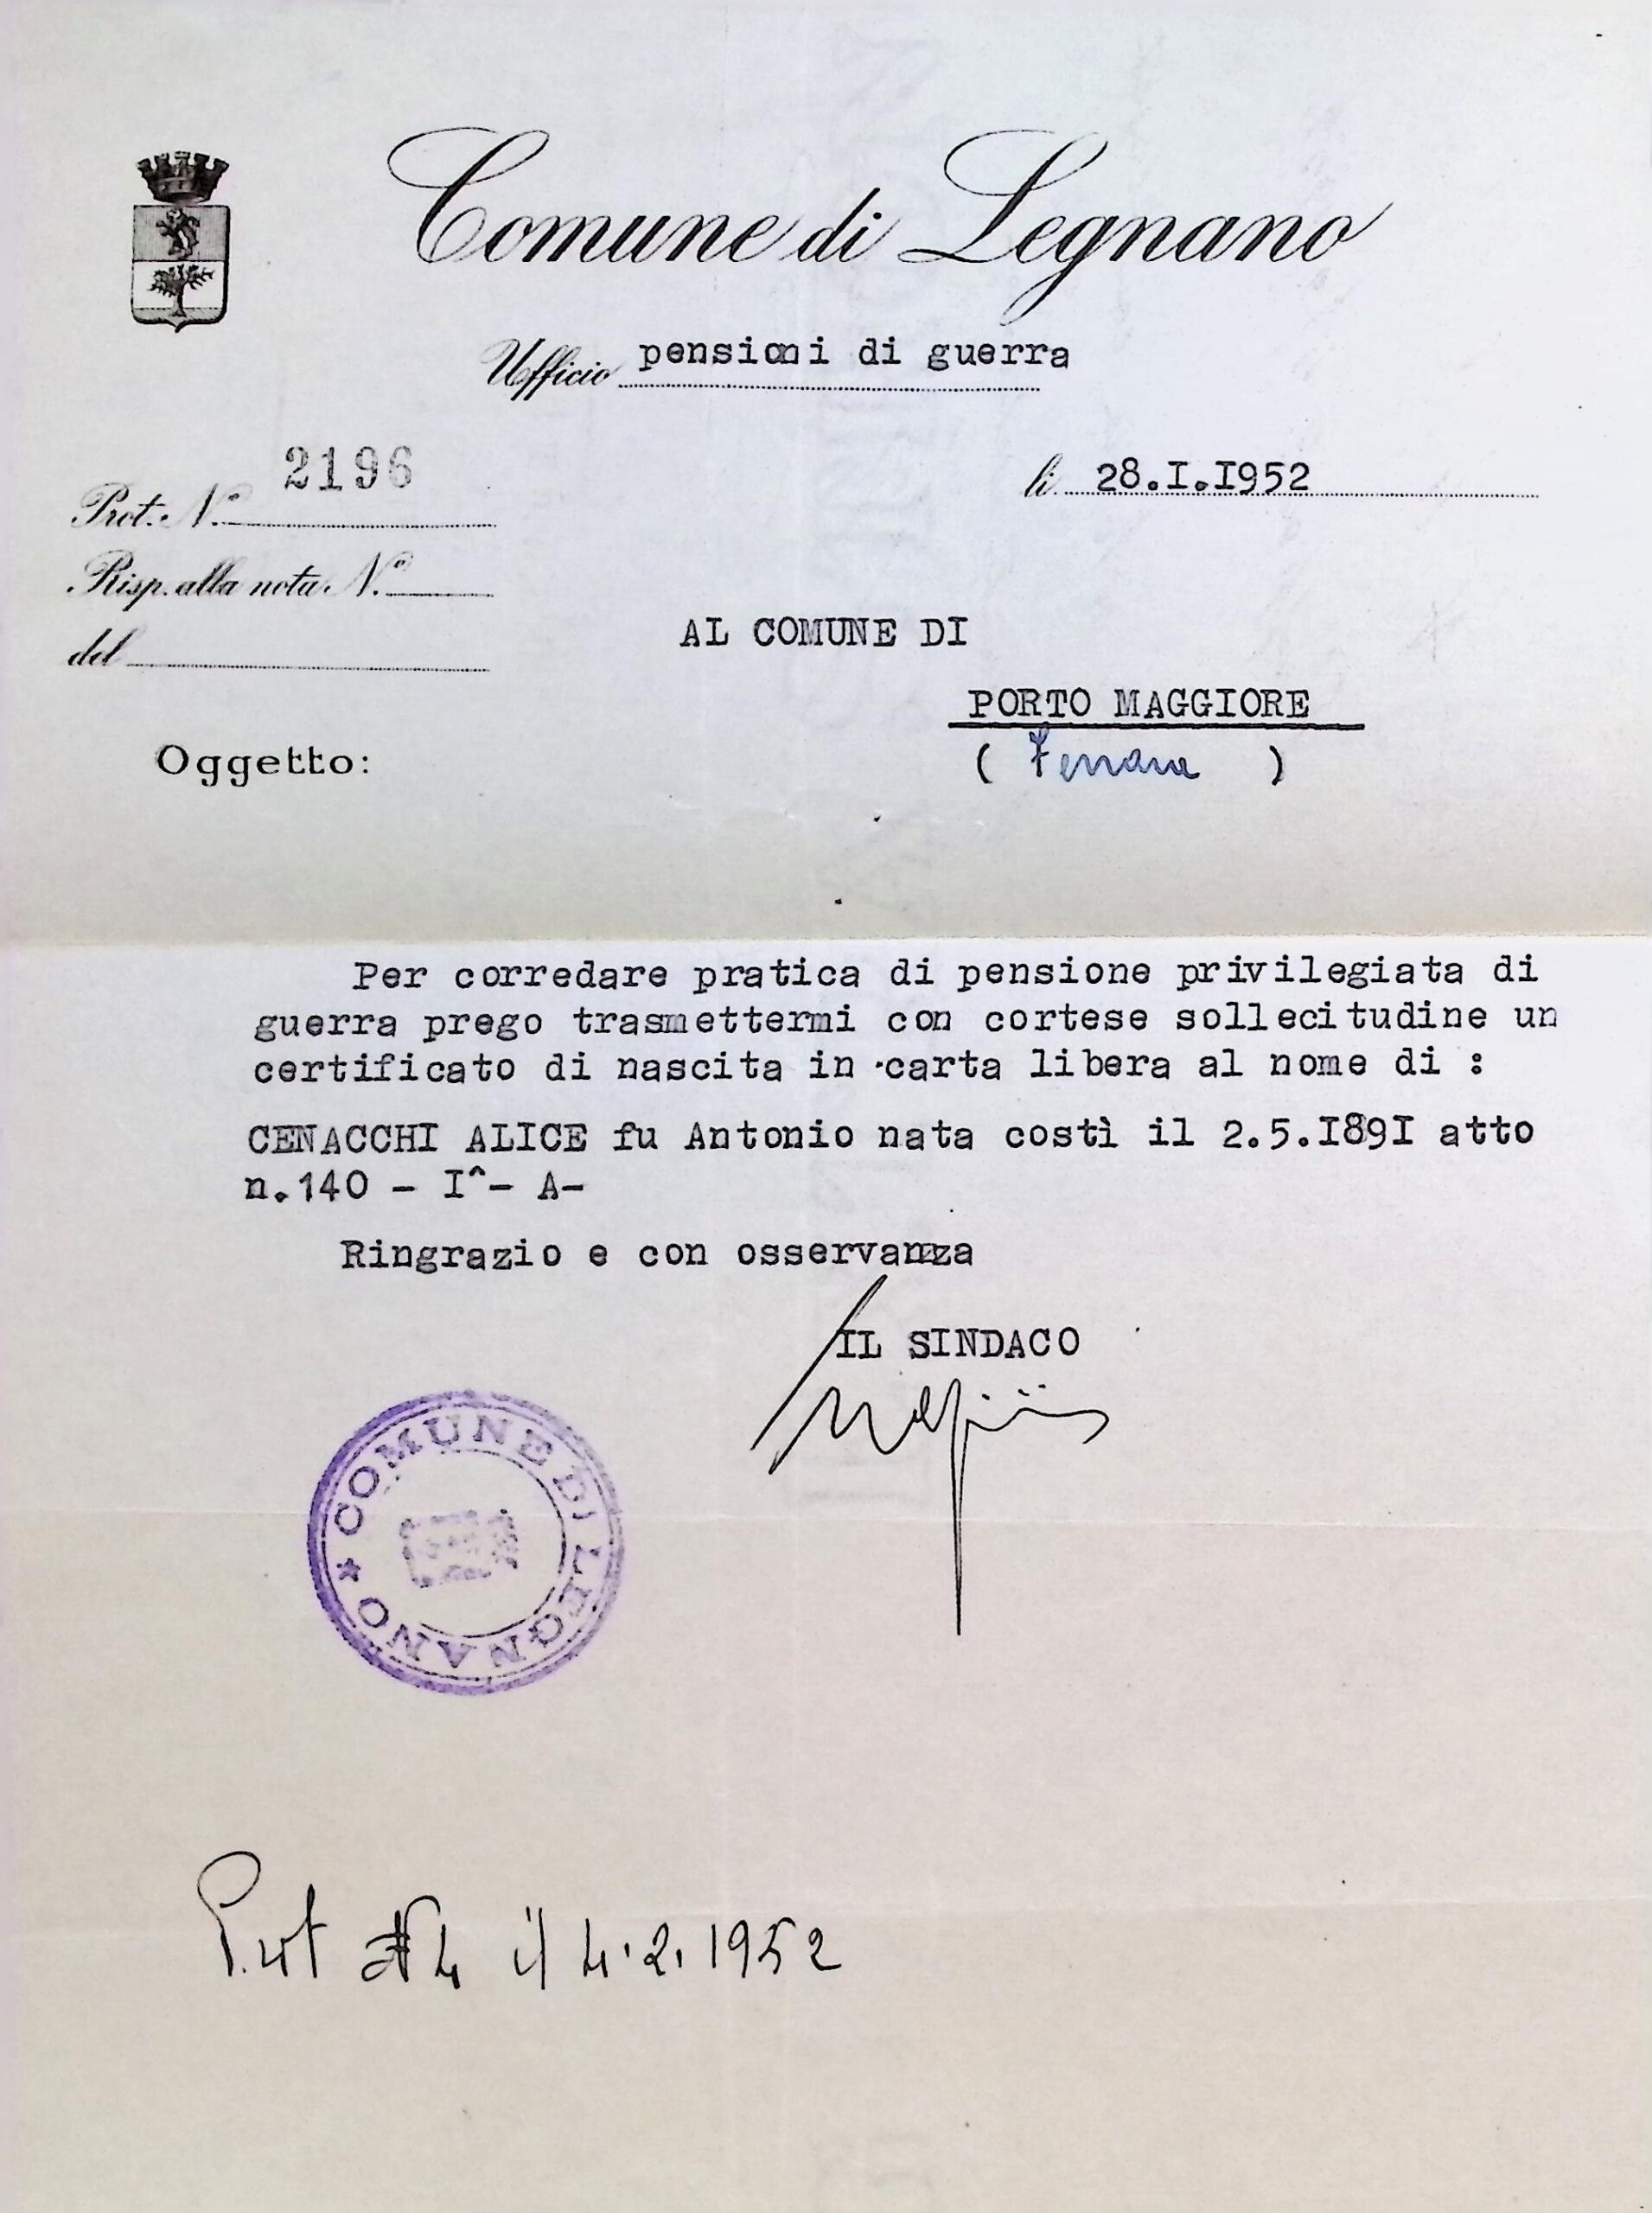 Comune di Legnano
Ufficio pensioni di guerra
2196
Prot. N.°
lì 28.I.I952
Risp. alla nota N.°
del
AL COMUNE DI
PORTO MAGGIORE
Oggetto:
( Ferrara )
Per corredare pratica di pensione privilegiata di
guerra prego trasmettermi con cortese sollecitudine un
certificato di nascita in carta libera al nome di :
CENACCHI ALICE fu Antonio nata costì il 2.5.I89I atto
n.140 - I^- A-
Ringrazio e con osservanza
IL SINDACO
COMUNE DI LEGNANO
il 4.2.1952